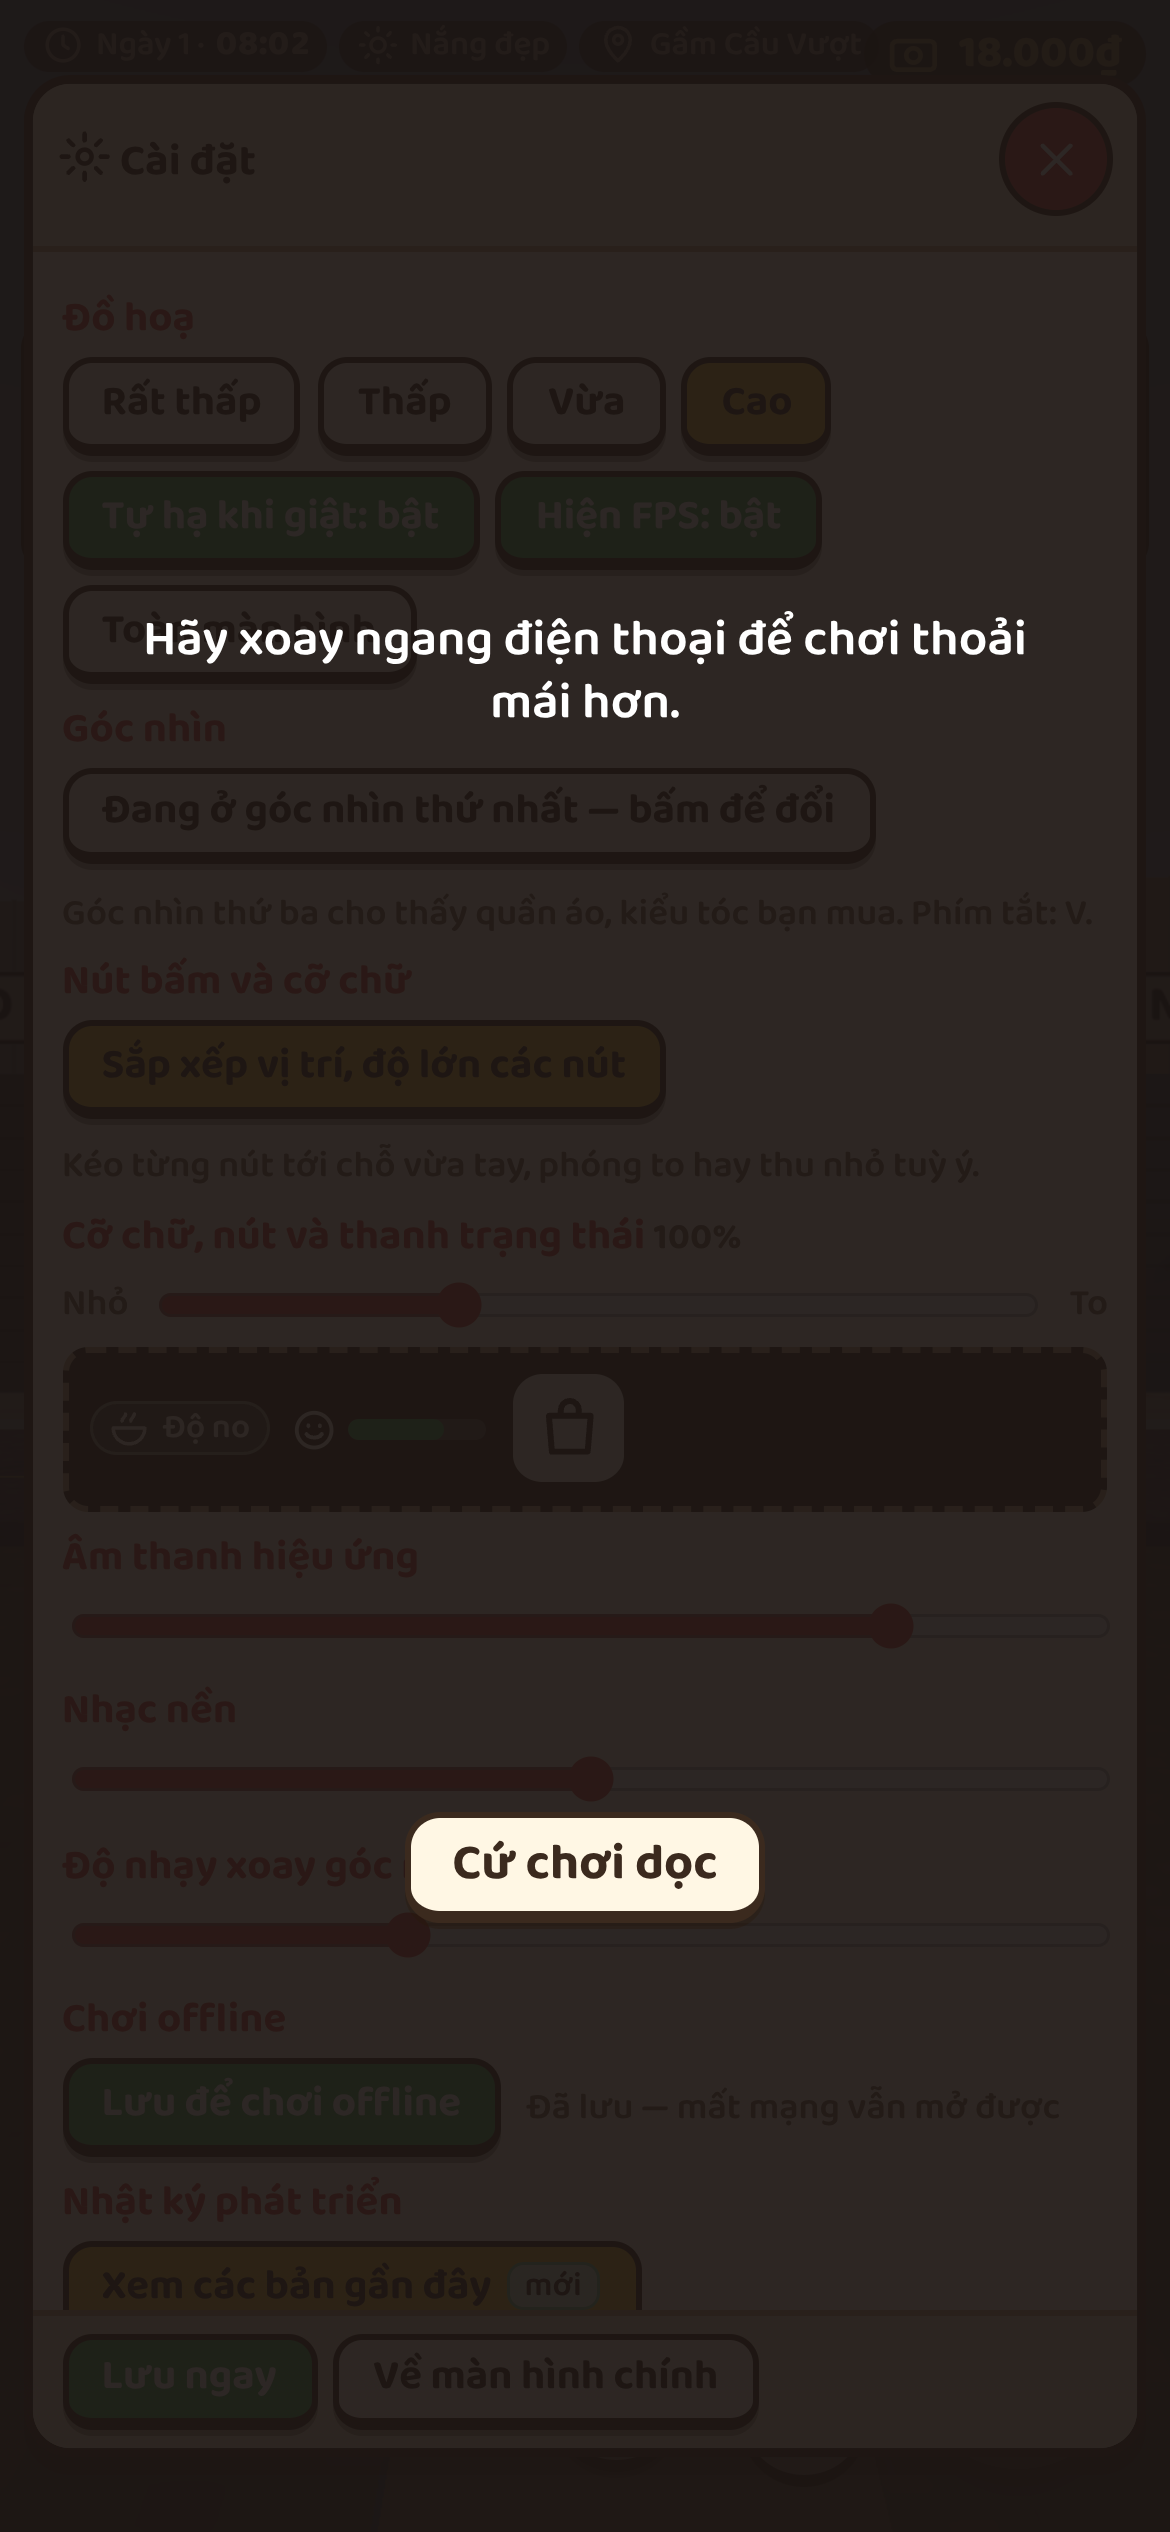 Ngày 1 · 08:02 Nắng đẹp Gầm Cầu Vượt 18.000₫
Cài đặt
Đồ hoạ
Rất thấp Thấp Vừa Cao
Tự hạ khi giật: bật Hiện FPS: bật
Toàn màn hình
Hãy xoay ngang điện thoại để chơi thoải
mái hơn.
Góc nhìn
Đang ở góc nhìn thứ nhất — bấm để đổi
Góc nhìn thứ ba cho thấy quần áo, kiểu tóc bạn mua. Phím tắt: V.
Nút bấm và cỡ chữ
Sắp xếp vị trí, độ lớn các nút
Kéo từng nút tới chỗ vừa tay, phóng to hay thu nhỏ tuỳ ý.
Cỡ chữ, nút và thanh trạng thái 100%
Nhỏ To
Độ no
Âm thanh hiệu ứng
Nhạc nền
Cứ chơi dọc
Độ nhạy xoay góc
Chơi offline
Lưu để chơi offline Đã lưu — mất mạng vẫn mở được
Nhật ký phát triển
Xem các bản gần đây mới
Lưu ngay Về màn hình chính